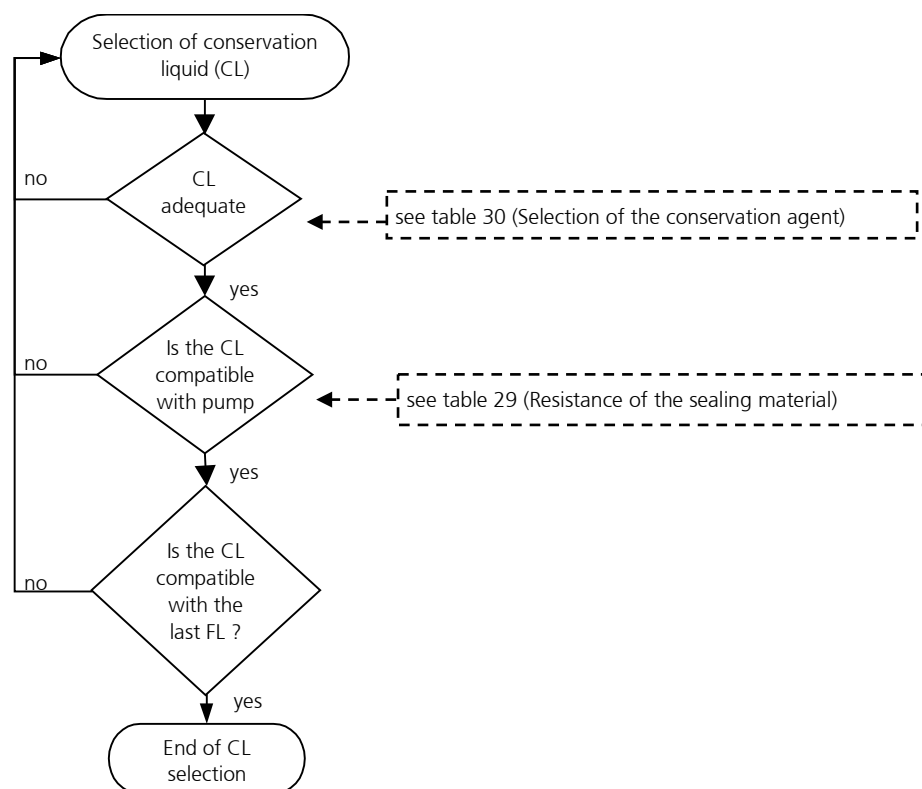 Selection of conservation
liquid (CL)
no
CL
adequate
see table 30 (Selection of the conservation agent)
yes
no
Is the CL
compatible
with pump
see table 29 (Resistance of the sealing material)
yes
no
Is the CL
compatible
with the
last FL ?
yes
End of CL
selection